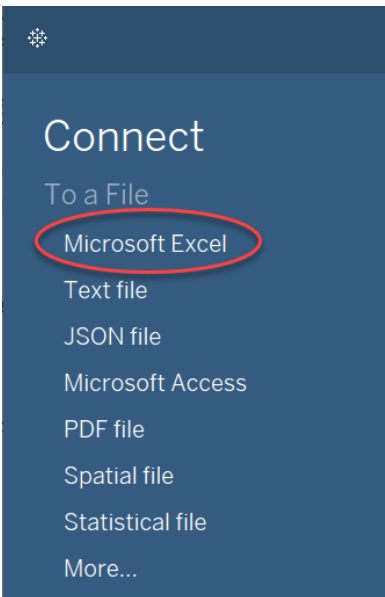 Connect
To a File
Microsoft Excel
Text file
JSON file
Microsoft Access
PDF file
Spatial file
Statistical file
More...